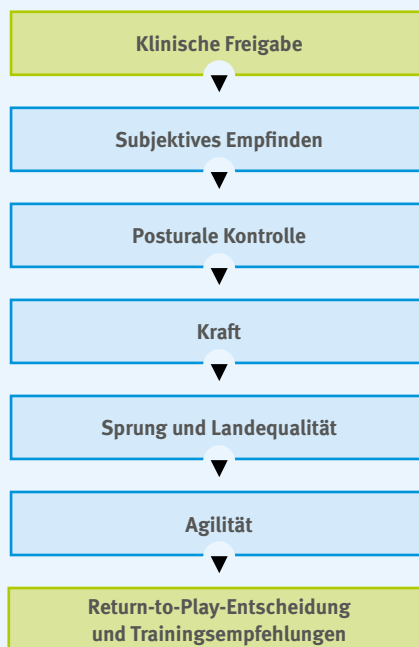 Klinische Freigabe
Subjektives Empfinden
Posturale Kontrolle
Kraft
Sprung und Landequalität
Agilität
Return-to-Play-Entscheidung
und Trainingsempfehlungen